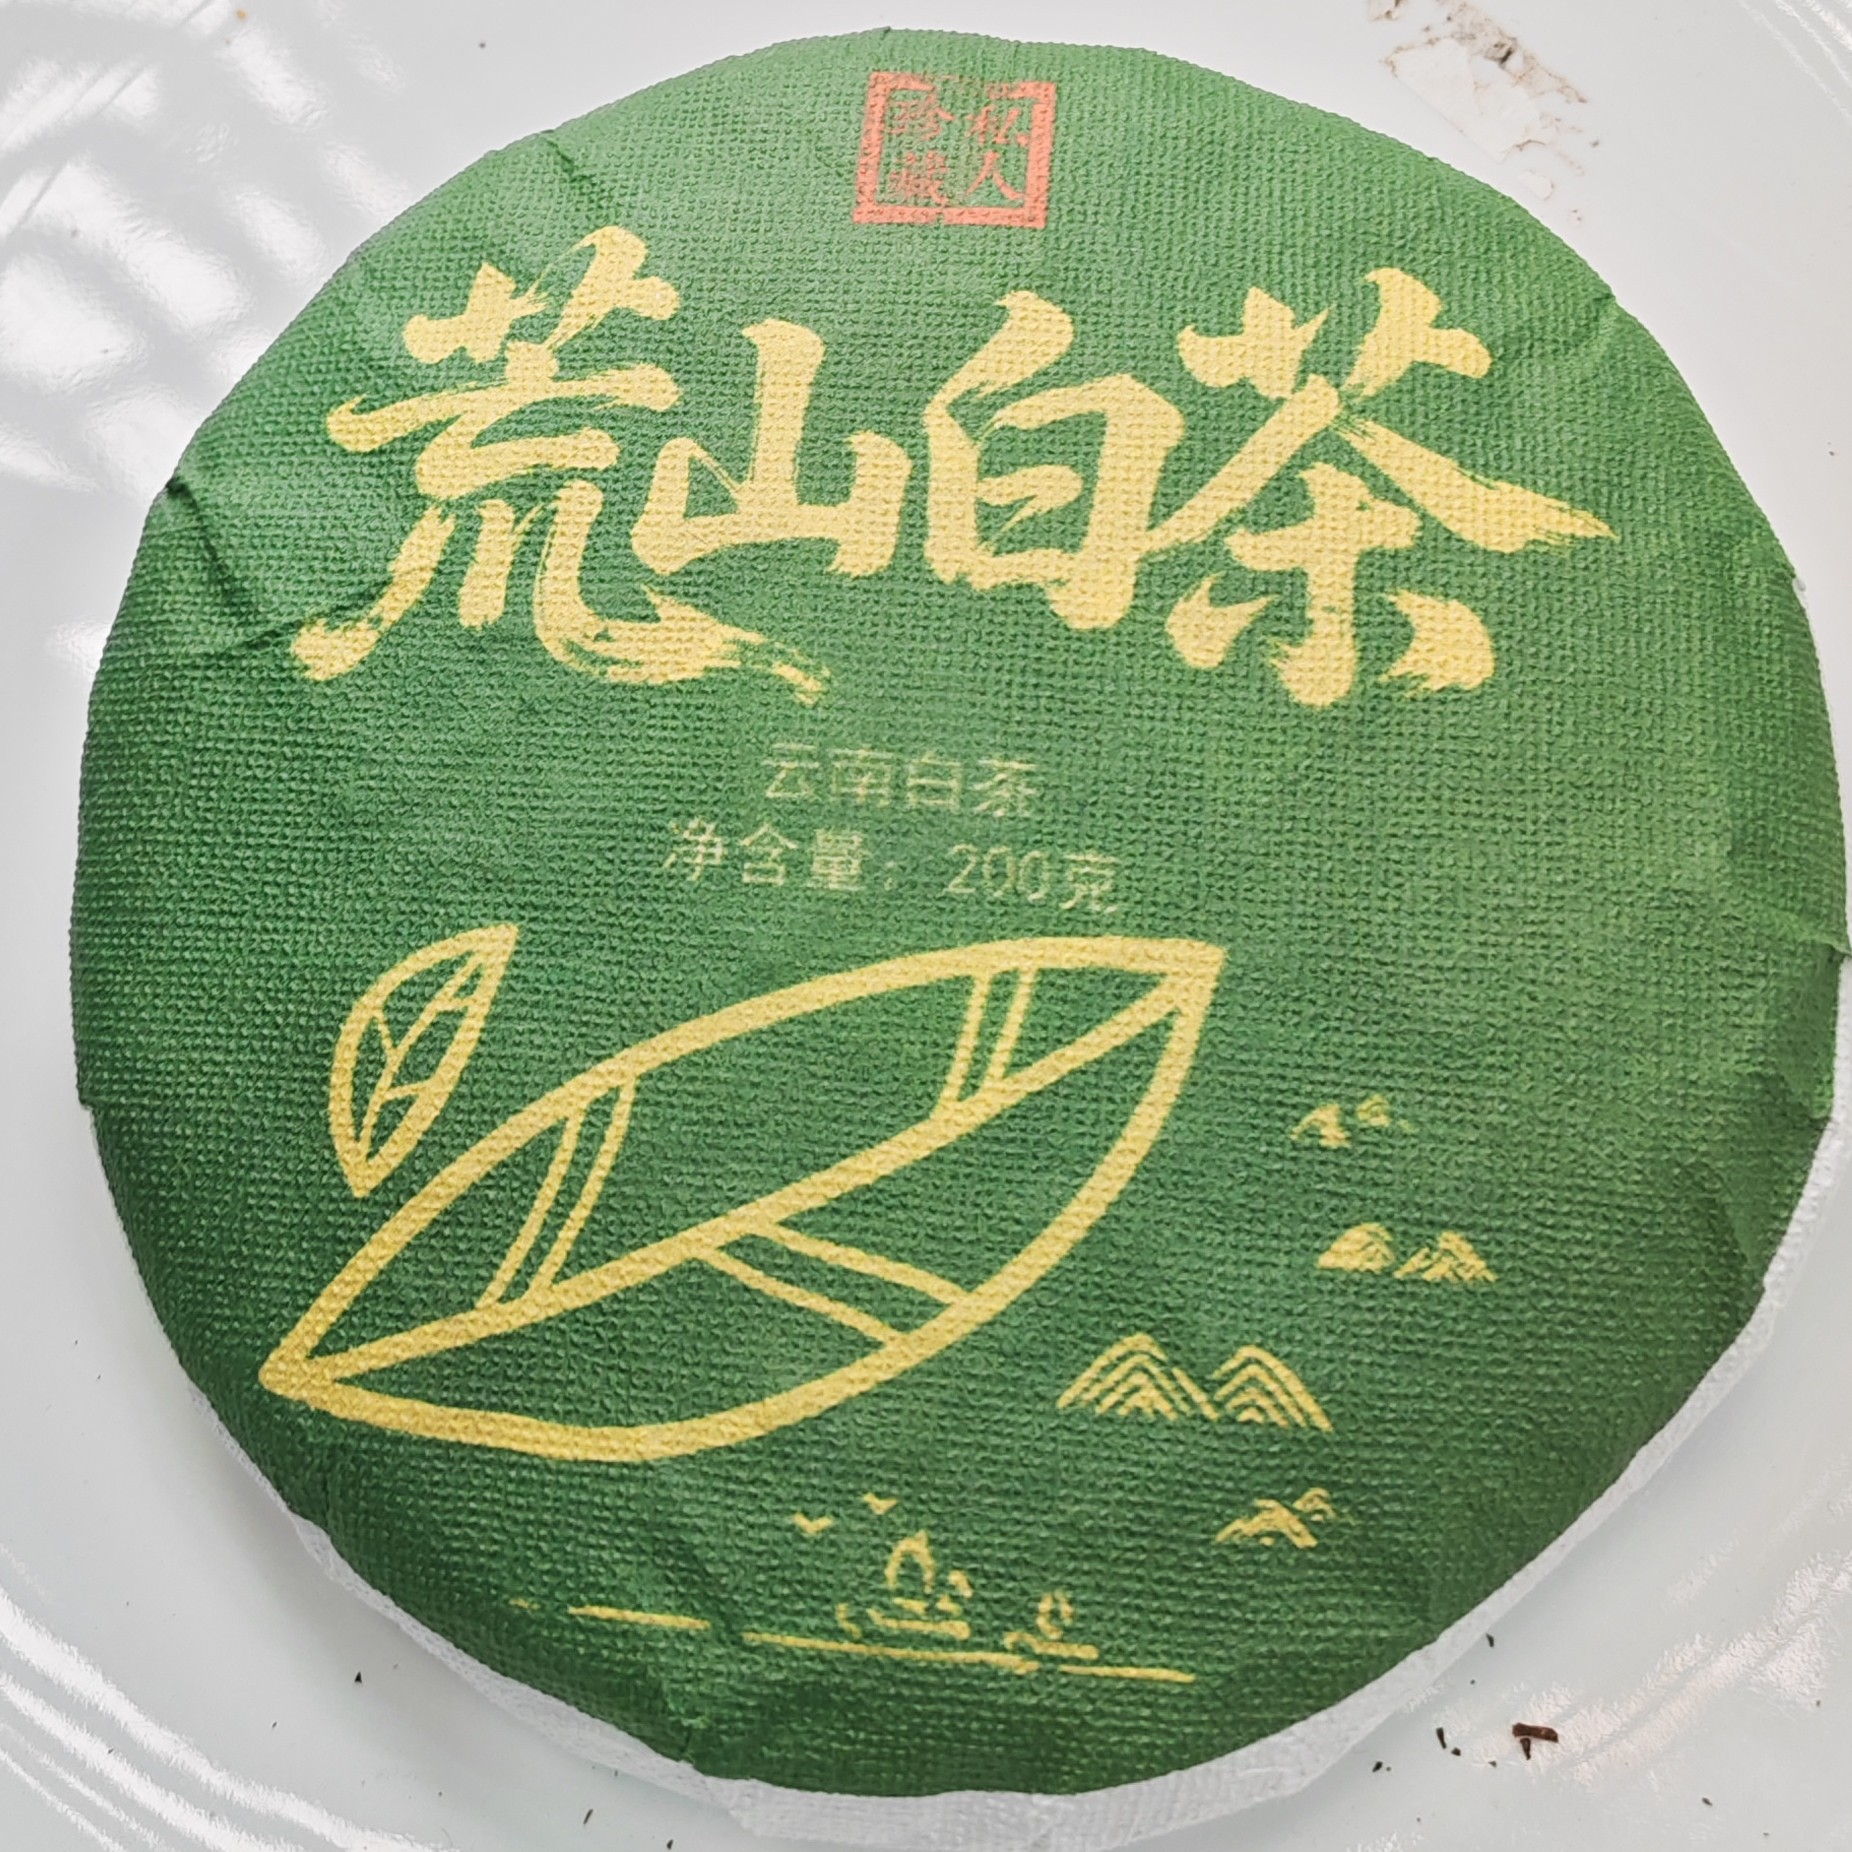 私人
珍藏
荒山白茶
云南白茶
净含量：200克